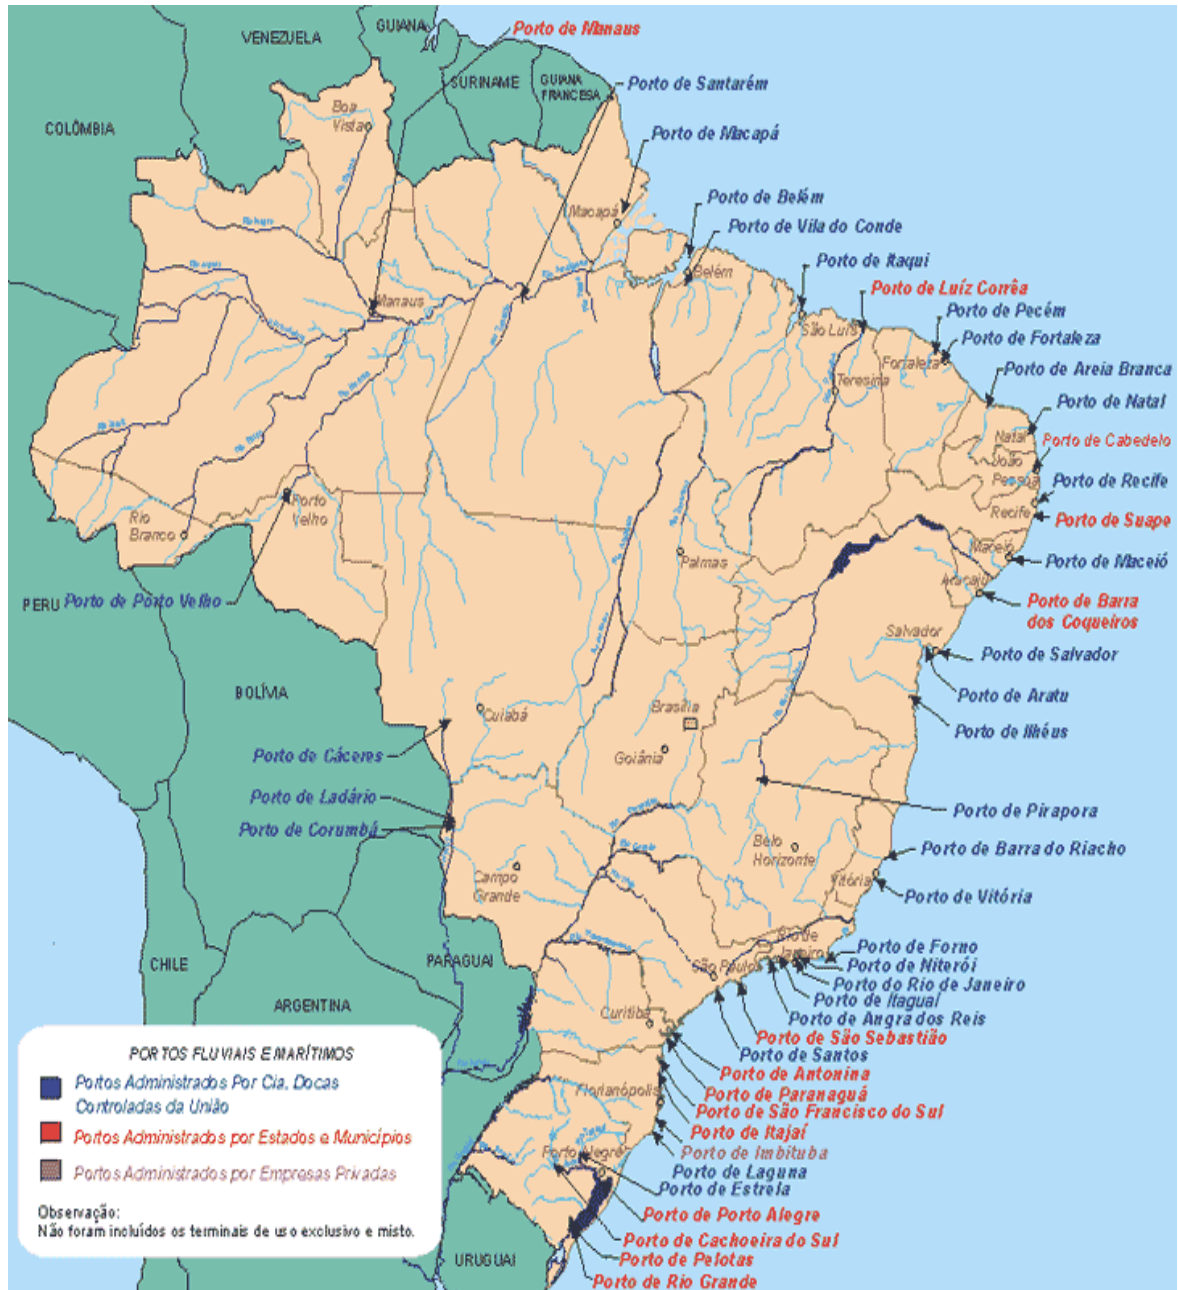 GUIANA
Porto de Manaus
VENEZUELA
SURINAME
GUIANA
FRANCESA
Porto de Santarém
COLÔMBIA
Boa
Vista
Porto de Macapá
Macapá
Porto de Belém
Porto de Vila do Conde
Belém
Porto de Itaqui
Porto de Luíz Corrêa
Manaus
São Luís
Porto de Pecém
Porto de Fortaleza
Fortaleza
Teresina
Porto de Areia Branca
Porto de Natal
Natal
Porto de Cabedelo
João
Pessoa
Porto de Recife
Recife
Porto de Suape
Porto
Velho
Rio
Branco
Maceió
Porto de Maceió
Palmas
Aracaju
PERU
Porto de Porto Velho
Porto de Barra
dos Coqueiros
Salvador
Porto de Salvador
BOLÍMA
Porto de Aratu
Cuiabá
Brasília
Porto de Ilhéus
Goiânia
Porto de Cáceres
Porto de Ladário
Porto de Corumbá
Porto de Pirapora
Belo
Horizonte
Porto de Barra do Riacho
Campo
Grande
Vitória
Porto de Vitória
Rio de
Janeiro
Porto de Forno
CHILE
PARAGUAI
São Paulo
Porto de Niterói
Porto do Rio de Janeiro
Porto de Itaguaí
ARGENTINA
Curitiba
Porto de Angra dos Reis
Porto de São Sebastião
Porto de Santos
Porto de Antonina
Porto de Paranaguá
Florianópolis
Porto de São Francisco do Sul
Porto de Itajaí
Porto Alegre
Porto de Imbituba
Porto de Laguna
Porto de Estrela
Porto de Porto Alegre
Porto de Cachoeira do Sul
URUGUAI
Porto de Pelotas
Porto de Rio Grande
PORTOS FLUVIAIS E MARÍTIMOS
Portos Administrados Por Cia. Docas
Controladas da União
Portos Administrados por Estados e Municípios
Portos Administrados por Empresas Privadas
Observação:
Não foram incluídos os terminais de uso exclusivo e misto.